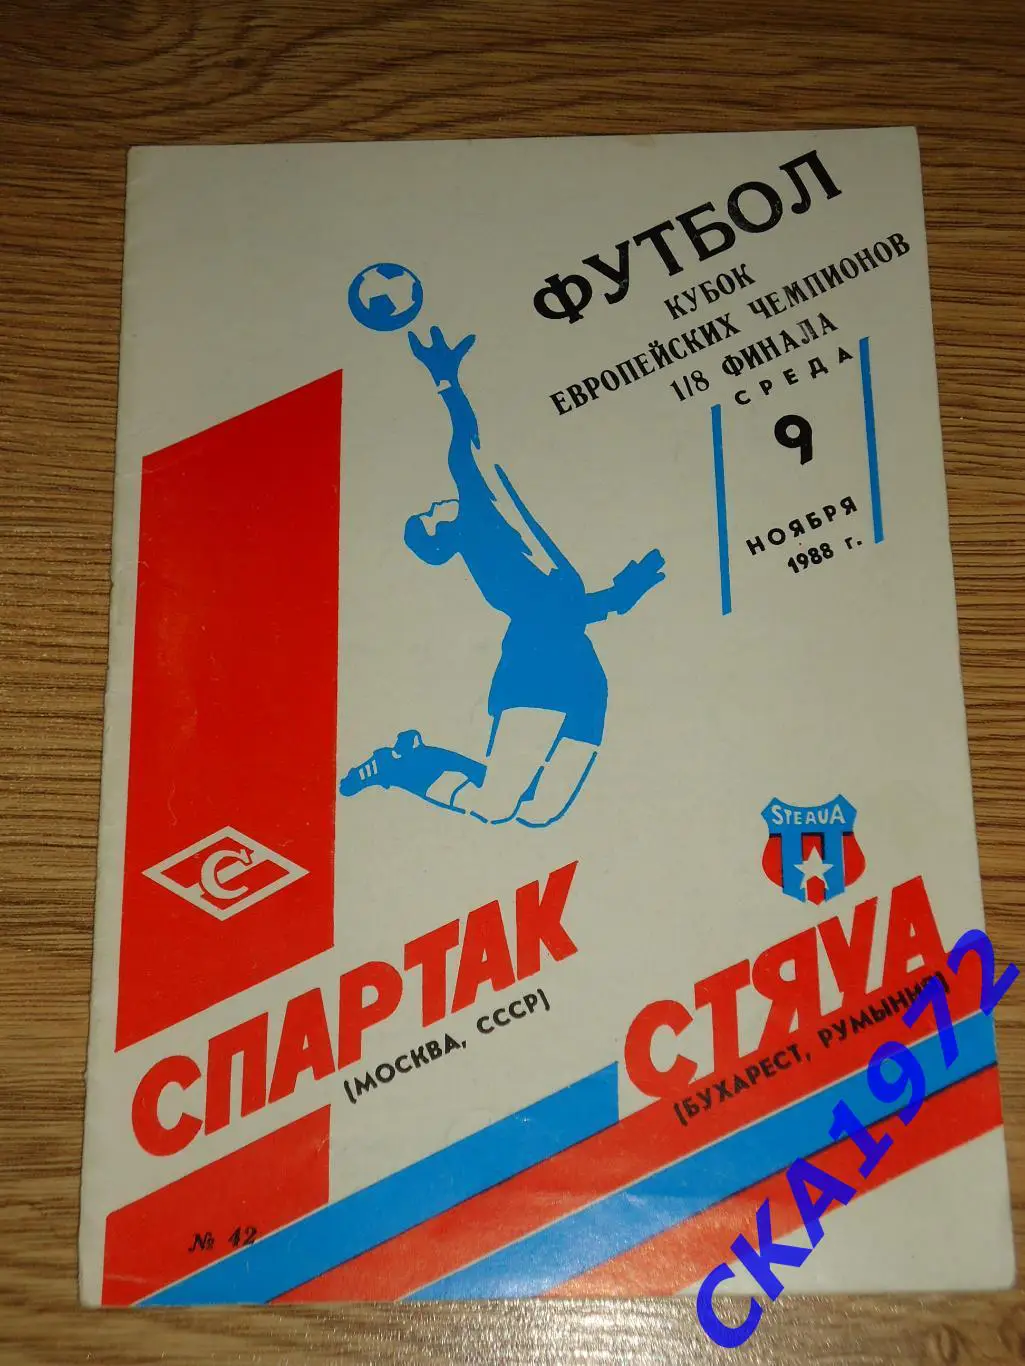 ФУТБОЛ
КУБОК
ЕВРОПЕЙСКИХ ЧЕМПИОНОВ
1/8 ФИНАЛА
СРЕДА
9
НОЯБРЯ
1988 г.
STEAUA
С
СПАРТАК
(МОСКВА, СССР)
СТЯУА
(БУХАРЕСТ, РУМЫНИЯ)
№ 42
СКА1972